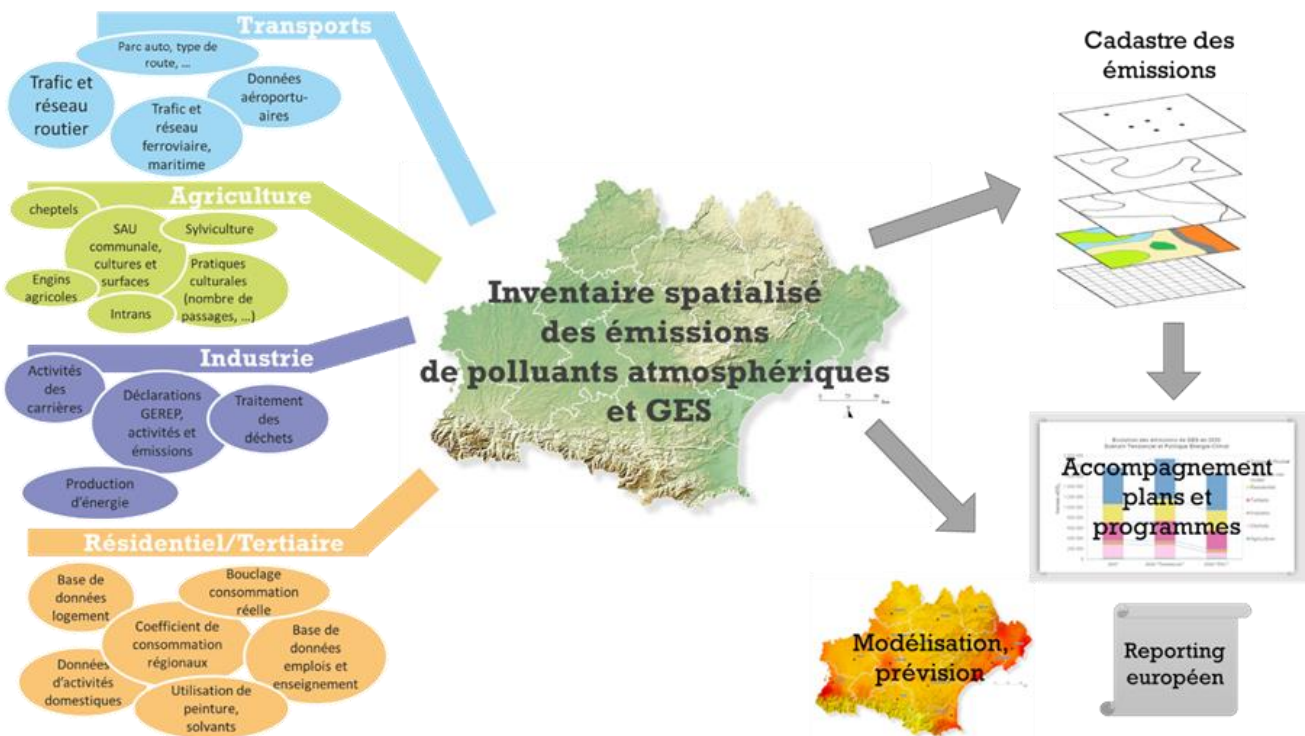 Transports
Parc auto, type de
route, ...
Trafic et
réseau
routier
Données
aéroportu-
aires
Trafic et
réseau
ferroviaire,
maritime
Agriculture
cheptels
SAU
communale,
cultures et
surfaces
Sylviculture
Engins
agricoles
Pratiques
culturales
(nombre de
passages, ...)
Intrans
Industrie
Activités
des
carrières
Déclarations
GEREP,
activités et
émissions
Traitement
des
déchets
Production
d'énergie
Résidentiel/Tertiaire
Base de
données
logement
Bouclage
consommation
réelle
Coefficient de
consommation
régionaux
Base de
données
emplois et
enseignement
Données
d'activités
domestiques
Utilisation de
peinture,
solvants
Inventaire spatialisé
des émissions
de polluants atmosphériques
et GES
Cadastre des
émissions
Accompagnement
plans et
programmes
Modélisation,
prévision
Reporting
européen